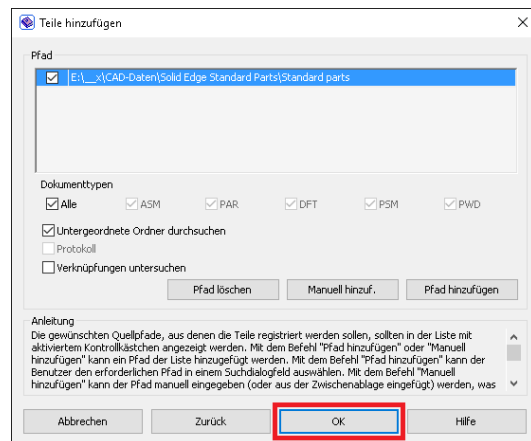 Teile hinzufügen
Pfad
E:\__x\CAD-Daten\Solid Edge Standard Parts\Standard parts
Dokumenttypen
Alle ASM PAR DFT PSM PWD
Untergeordnete Ordner durchsuchen
Protokoll
Verknüpfungen untersuchen
Pfad löschen Manuell hinzuf. Pfad hinzufügen
Anleitung
Die gewünschten Quellpfade, aus denen die Teile registriert werden sollen, sollten in der Liste mit
aktiviertem Kontrollkästchen angezeigt werden. Mit dem Befehl "Pfad hinzufügen" oder "Manuell
hinzufügen" kann ein Pfad der Liste hinzugefügt werden. Mit dem Befehl "Pfad hinzufügen" kann der
Benutzer den erforderlichen Pfad in einem Suchdialogfeld auswählen. Mit dem Befehl "Manuell
hinzufügen" kann der Pfad manuell eingegeben (oder aus der Zwischenablage eingefügt) werden, was
Abbrechen Zurück OK Hilfe